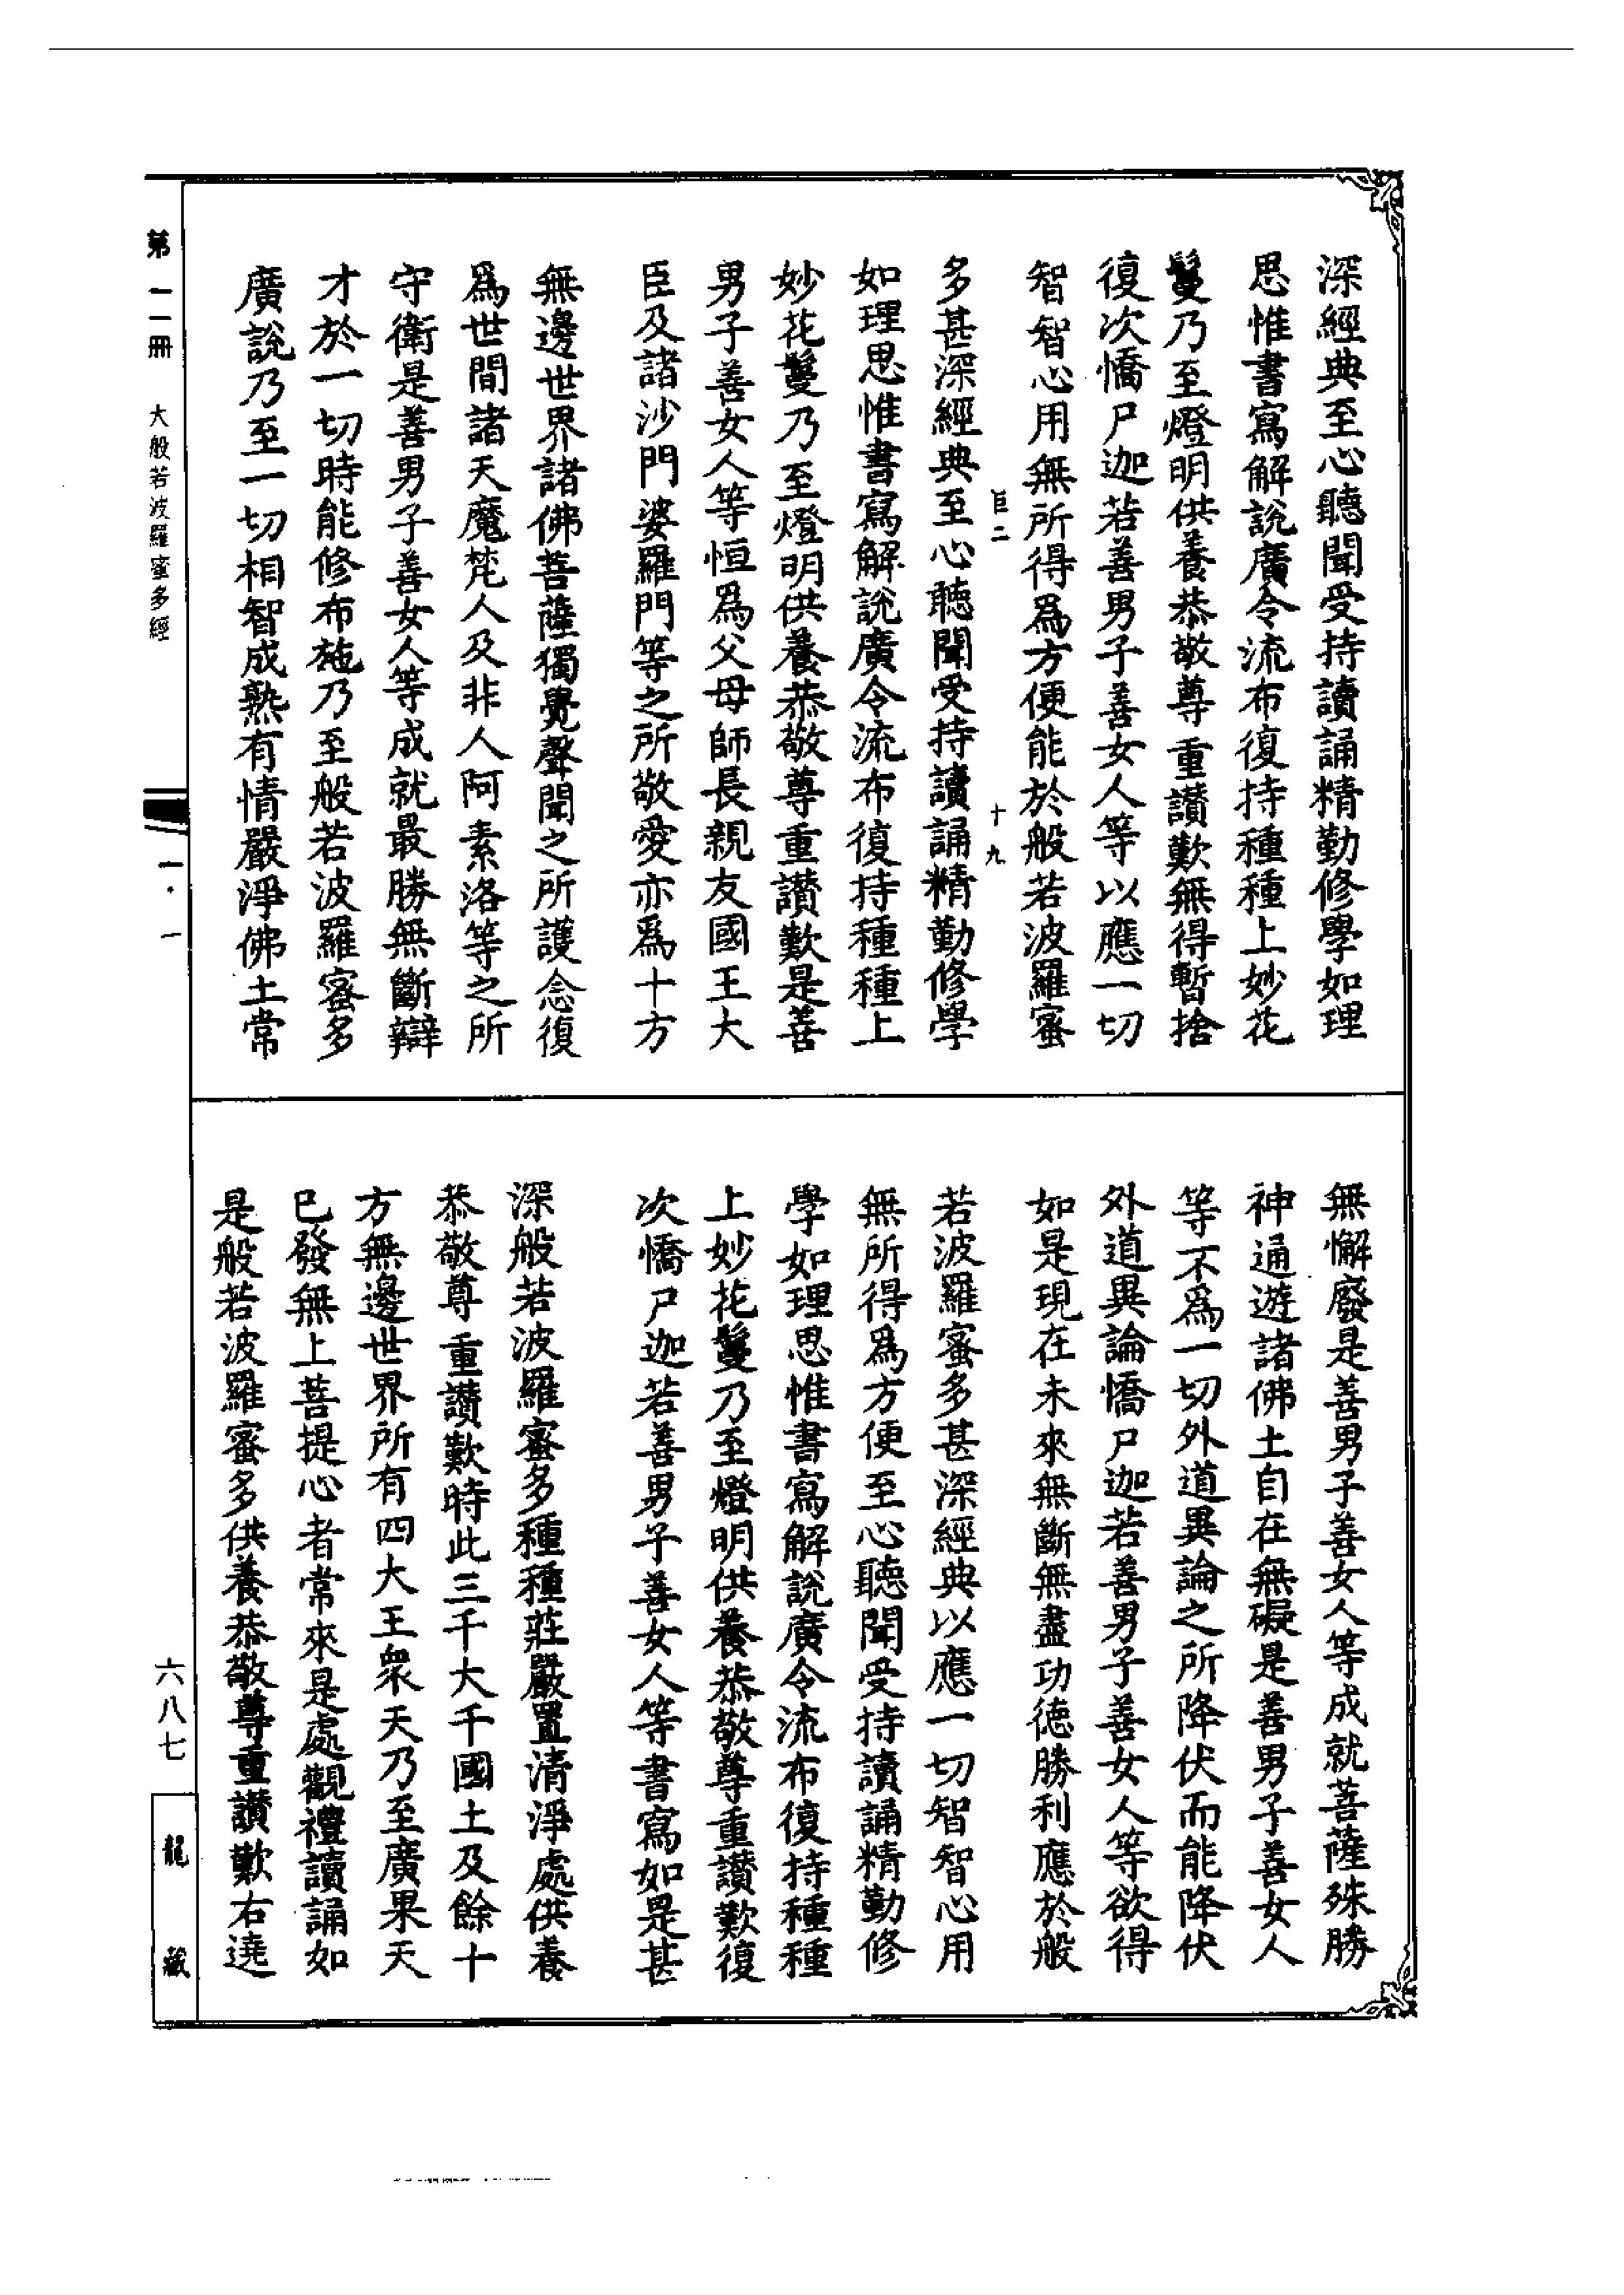 深經典至心聽聞受持讀誦精勤修學如理
思惟書寫解說廣令流布復持種種上妙花
鬘乃至燈明供養恭敬尊重讚歎無得暫捨
復次憍尸迦若善男子善女人等以應一切
智智心用無所得爲方便能於般若波羅蜜
巨二 十九
多甚深經典至心聽聞受持讀誦精勤修學
如理思惟書寫解說廣令流布復持種種上
妙花鬘乃至燈明供養恭敬尊重讚歎是善
男子善女人等恒爲父母師長親友國王大
臣及諸沙門婆羅門等之所敬愛亦爲十方
無邊世界諸佛菩薩獨覺聲聞之所護念復
爲世間諸天魔梵人及非人阿素洛等之所
守衛是善男子善女人等成就最勝無斷辯
才於一切時能修布施乃至般若波羅蜜多
廣說乃至一切相智成熟有情嚴淨佛土常
無懈廢是善男子善女人等成就菩薩殊勝
神通遊諸佛土自在無礙是善男子善女人
等不爲一切外道異論之所降伏而能降伏
外道異論憍尸迦若善男子善女人等欲得
如是現在未來無斷無盡功德勝利應於般
若波羅蜜多甚深經典以應一切智智心用
無所得爲方便至心聽聞受持讀誦精勤修
學如理思惟書寫解說廣令流布復持種種
上妙花鬘乃至燈明供養恭敬尊重讚歎復
次憍尸迦若善男子善女人等書寫如是甚
深般若波羅蜜多種種莊嚴置清淨處供養
恭敬尊重讚歎時此三千大千國土及餘十
方無邊世界所有四大王衆天乃至廣果天
已發無上菩提心者常來是處觀禮讀誦如
是般若波羅蜜多供養恭敬尊重讚歎右遶
第一二冊 大般若波羅蜜多經
一·一
六八七
龍藏